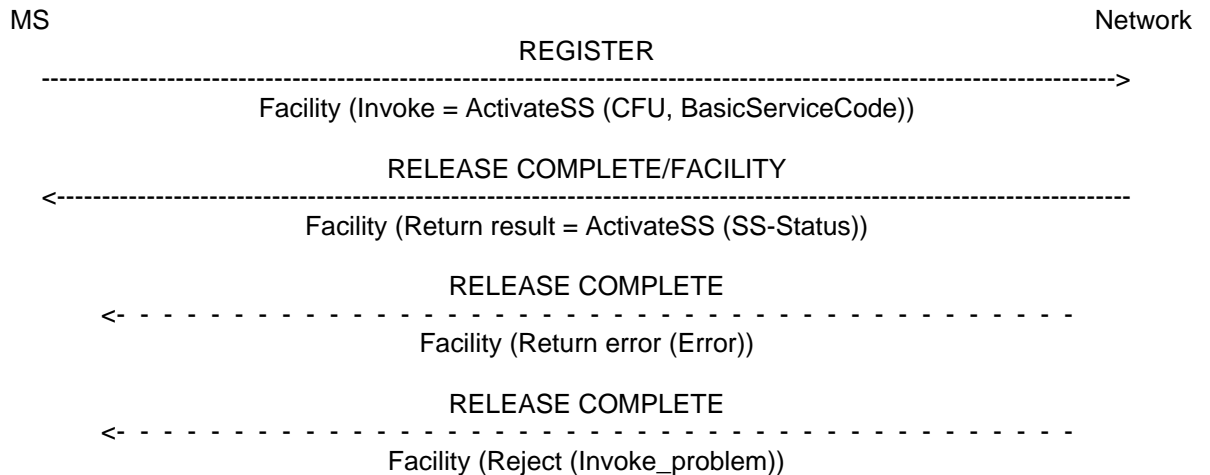 MS Network
REGISTER
Facility (Invoke = ActivateSS (CFU, BasicServiceCode))
RELEASE COMPLETE/FACILITY
Facility (Return result = ActivateSS (SS-Status))
RELEASE COMPLETE
Facility (Return error (Error))
RELEASE COMPLETE
Facility (Reject (Invoke_problem))